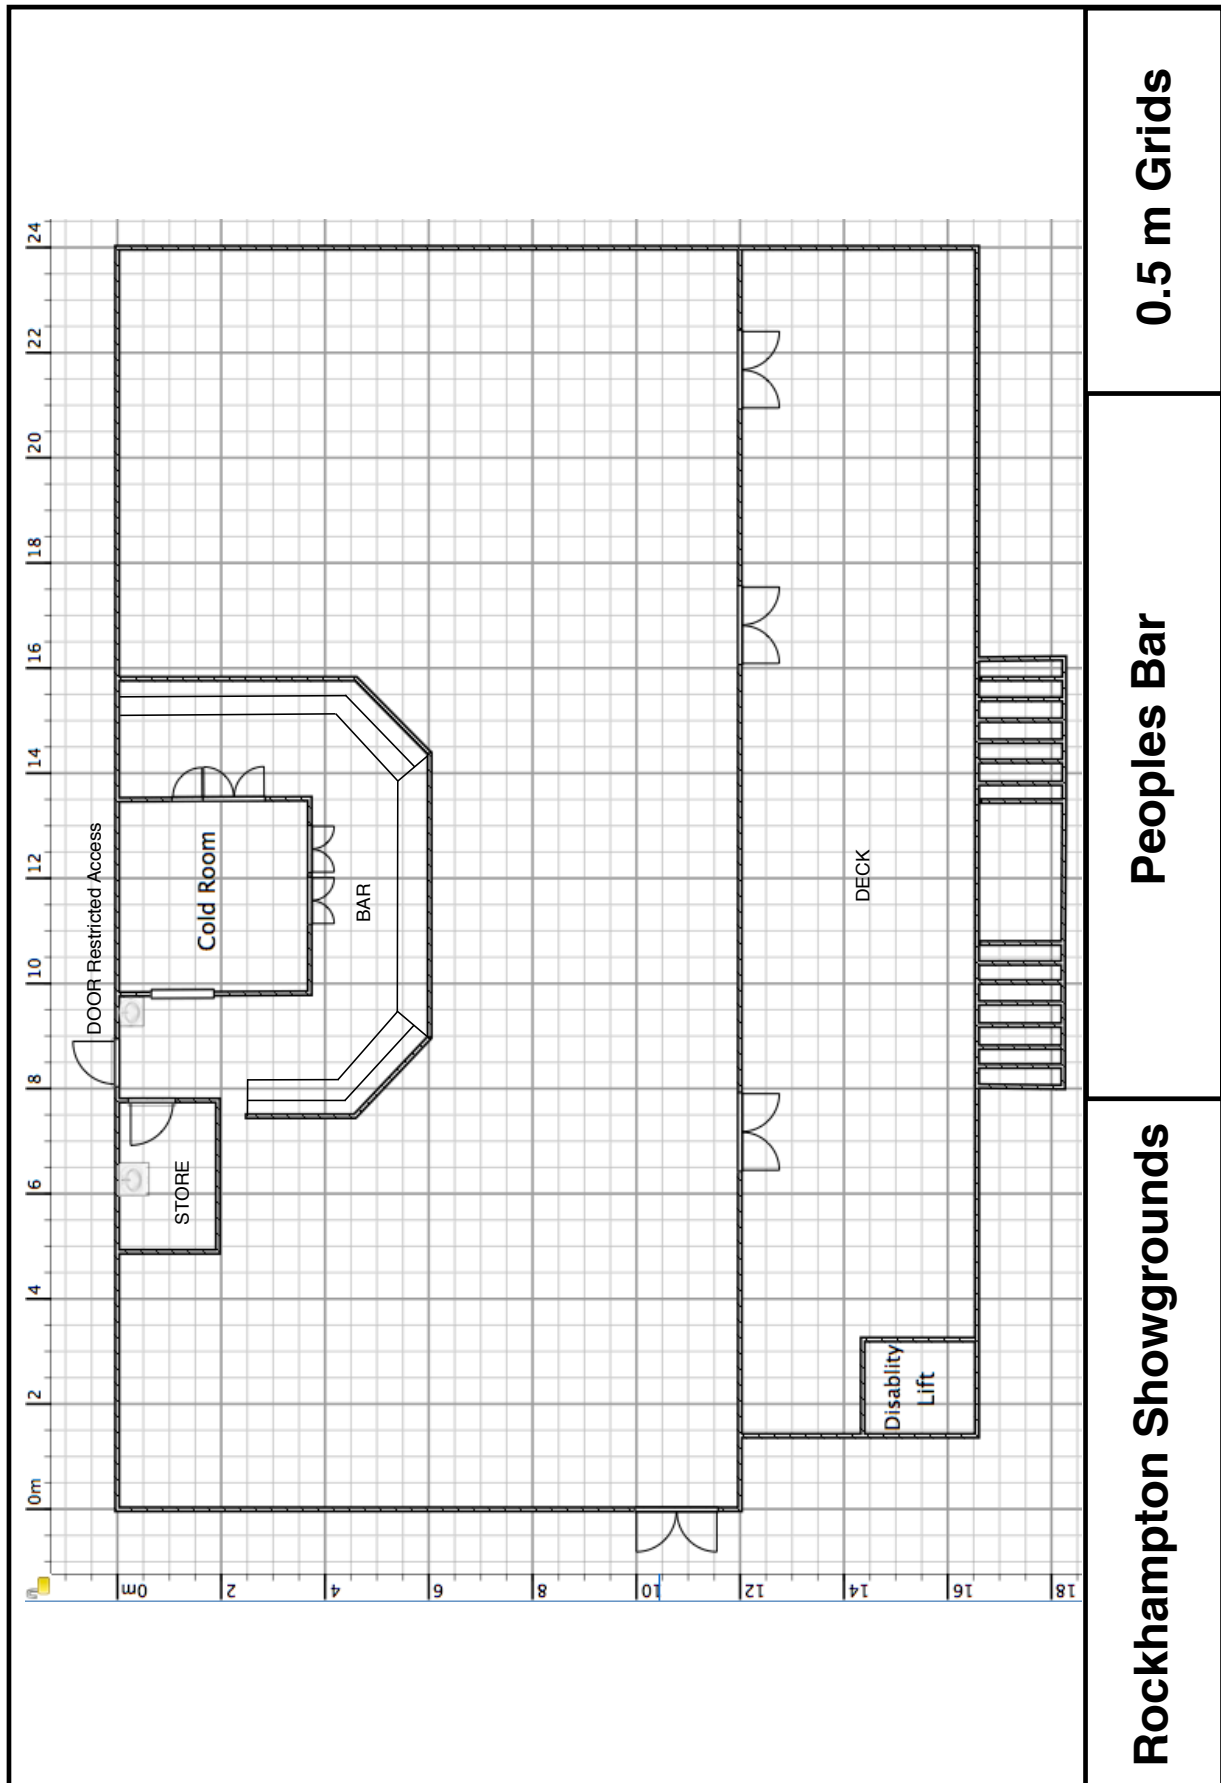 0m
2
4
6
8
10
12
14
16
18
20
22
24
0m
2
4
6
8
10
12
14
16
18
DOOR Restricted Access
STORE
Cold Room
BAR
DECK
Disablity
Lift
Rockhampton Showgrounds
Peoples Bar
0.5 m Grids